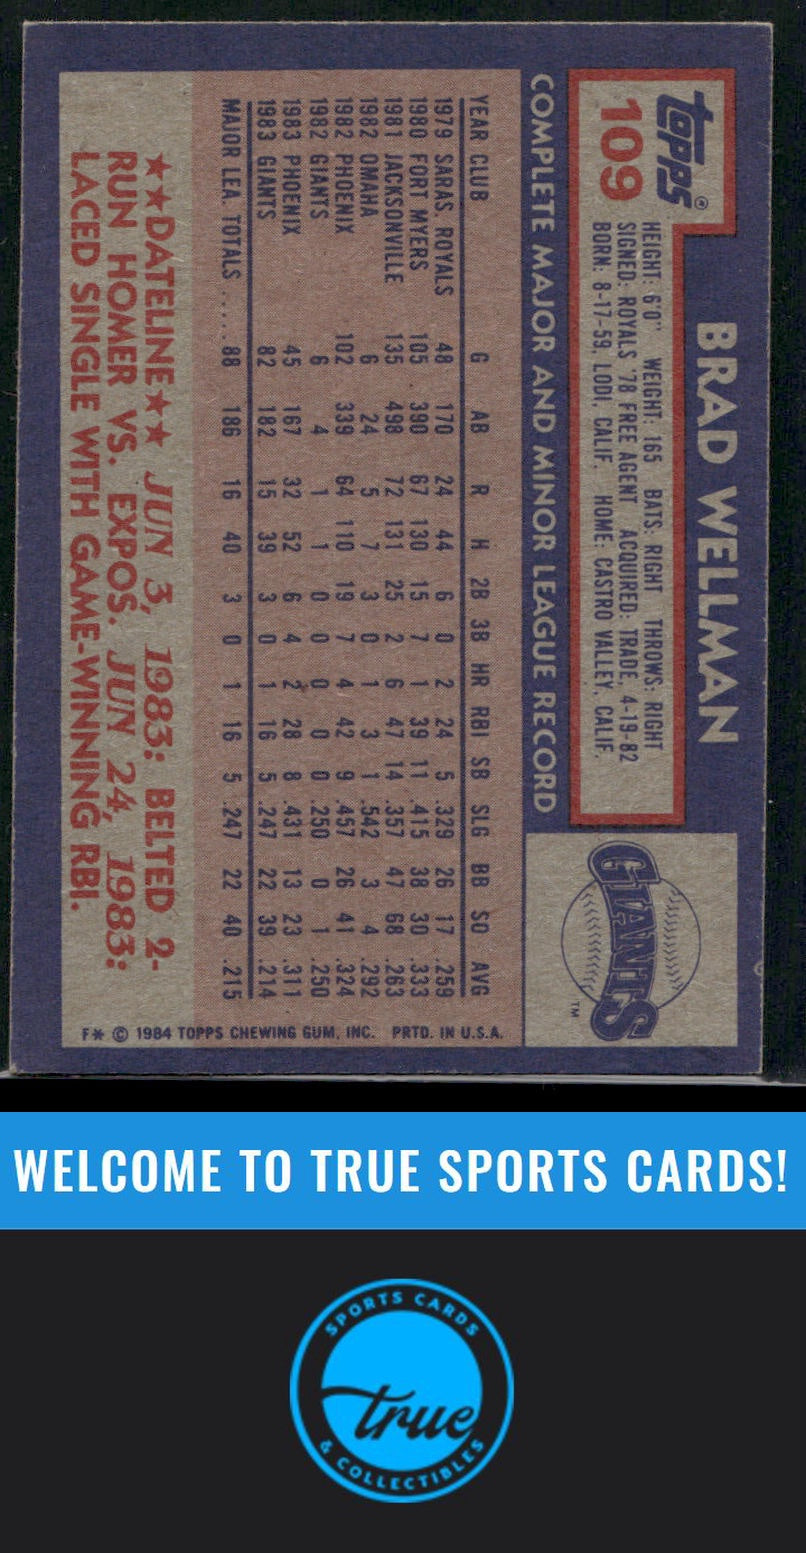 topps®
109
BRAD WELLMAN
HEIGHT: 6'0" WEIGHT: 165 BATS: RIGHT THROWS: RIGHT
SIGNED: ROYALS '78 FREE AGENT ACQUIRED: TRADE, 4-19-82
BORN: 8-17-59, LODI, CALIF. HOME: CASTRO VALLEY, CALIF.
GIANTS™
COMPLETE MAJOR AND MINOR LEAGUE RECORD
YEAR CLUB G AB R H 2B 3B HR RBI SB SLG BB SO AVG
1979 SARAS. ROYALS 48 170 24 44 6 0 2 24 5 .329 26 17 .259
1980 FORT MYERS 105 390 67 130 15 7 1 39 11 .415 38 30 .333
1981 JACKSONVILLE 135 498 72 131 25 2 6 47 14 .357 47 68 .263
1982 OMAHA 6 24 5 7 3 0 1 3 1 .542 3 4 .292
1982 PHOENIX 102 339 64 110 19 7 4 42 9 .457 26 41 .324
1982 GIANTS 6 4 1 1 0 0 0 0 0 .250 0 1 .250
1983 PHOENIX 45 167 32 52 6 4 2 28 8 .431 13 23 .311
1983 GIANTS 82 182 15 39 3 0 1 16 5 .247 22 39 .214
MAJOR LEA. TOTALS ..... 88 186 16 40 3 0 1 16 5 .247 22 40 .215
★★DATELINE★★ JUN 3, 1983: BELTED 2-
RUN HOMER VS. EXPOS. JUN 24, 1983:
LACED SINGLE WITH GAME-WINNING RBI.
F* © 1984 TOPPS CHEWING GUM, INC. PRTD. IN U.S.A.
WELCOME TO TRUE SPORTS CARDS!
SPORTS CARDS
true
& COLLECTIBLES